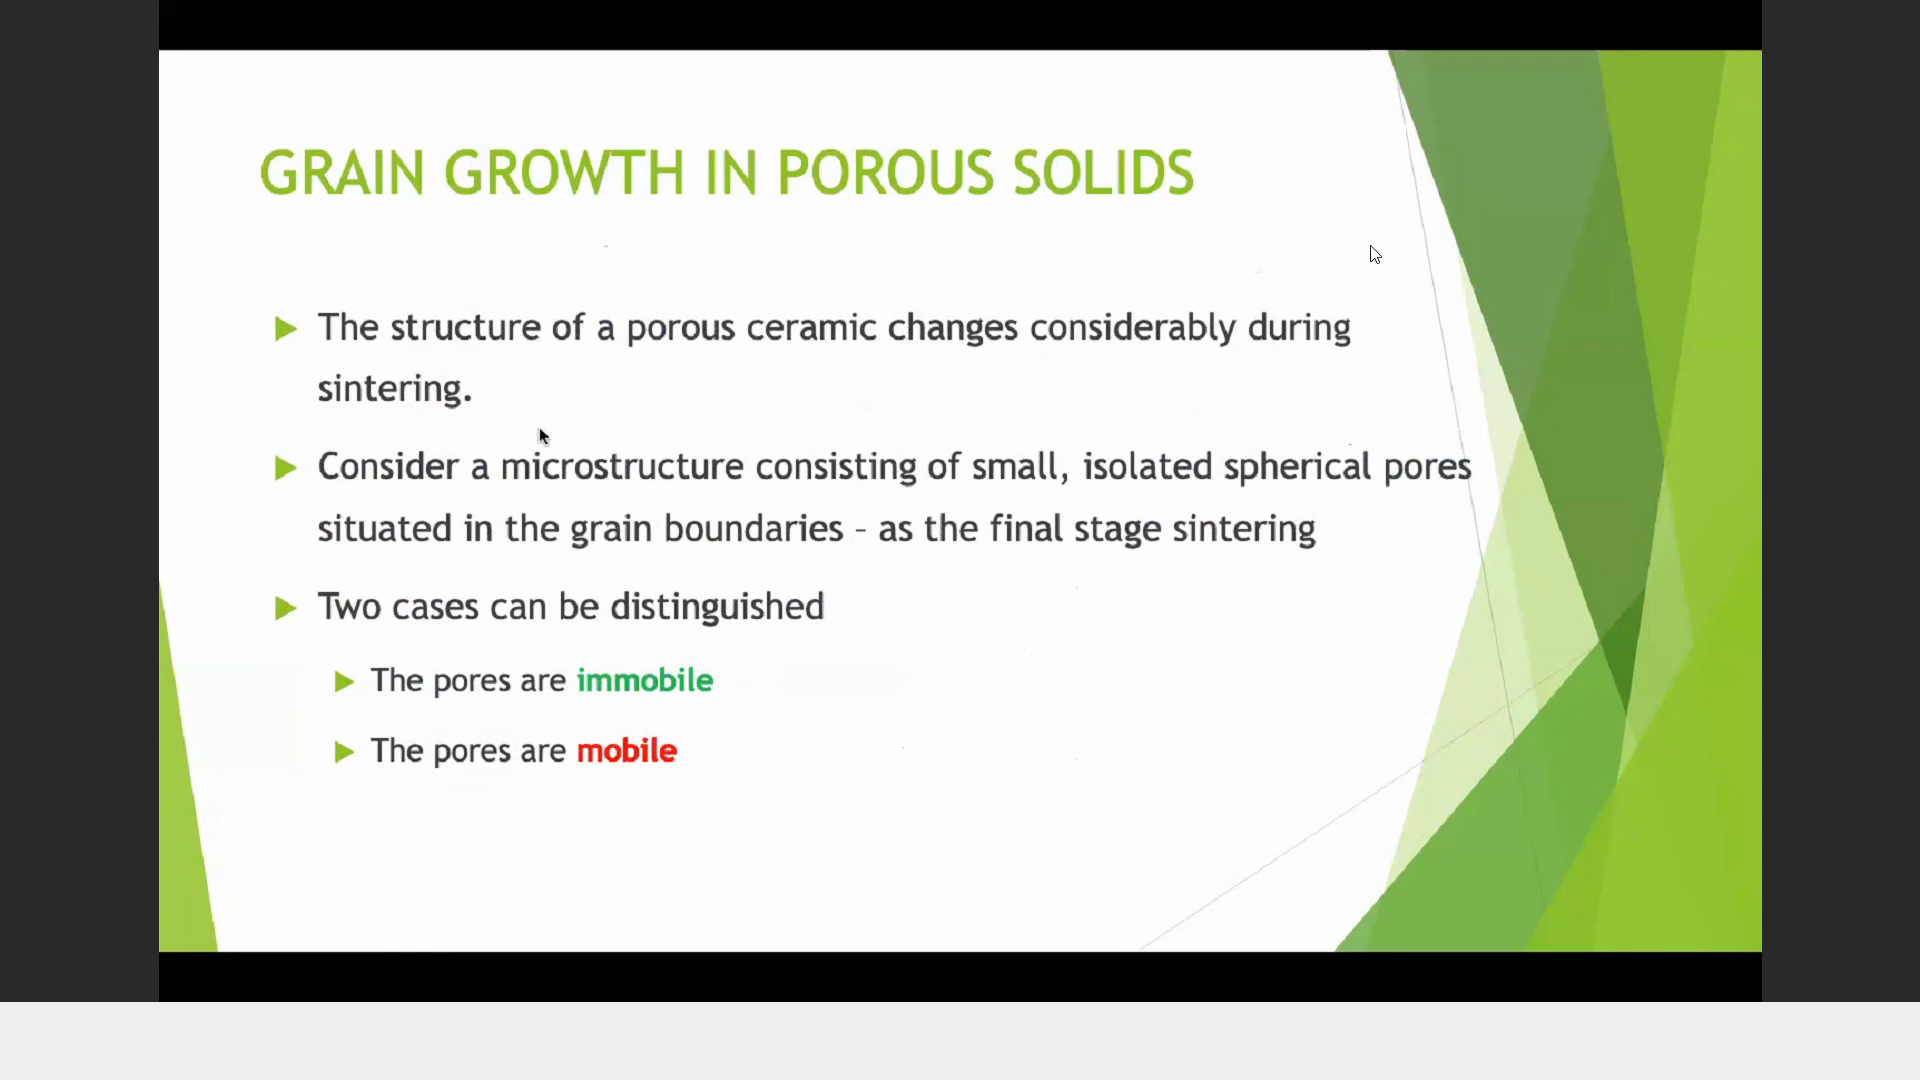 GRAIN GROWTH IN POROUS SOLIDS
The structure of a porous ceramic changes considerably during
sintering.
Consider a microstructure consisting of small, isolated spherical pores
situated in the grain boundaries – as the final stage sintering
Two cases can be distinguished
The pores are immobile
The pores are mobile